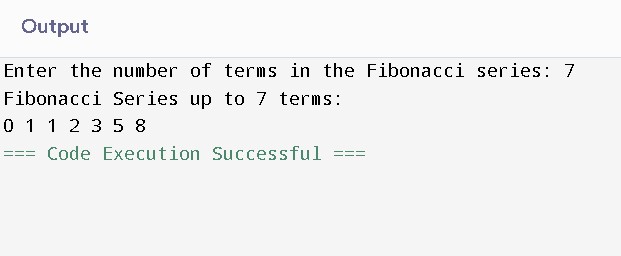 Output
Enter the number of terms in the Fibonacci series: 7
Fibonacci Series up to 7 terms:
0 1 1 2 3 5 8
=== Code Execution Successful ===